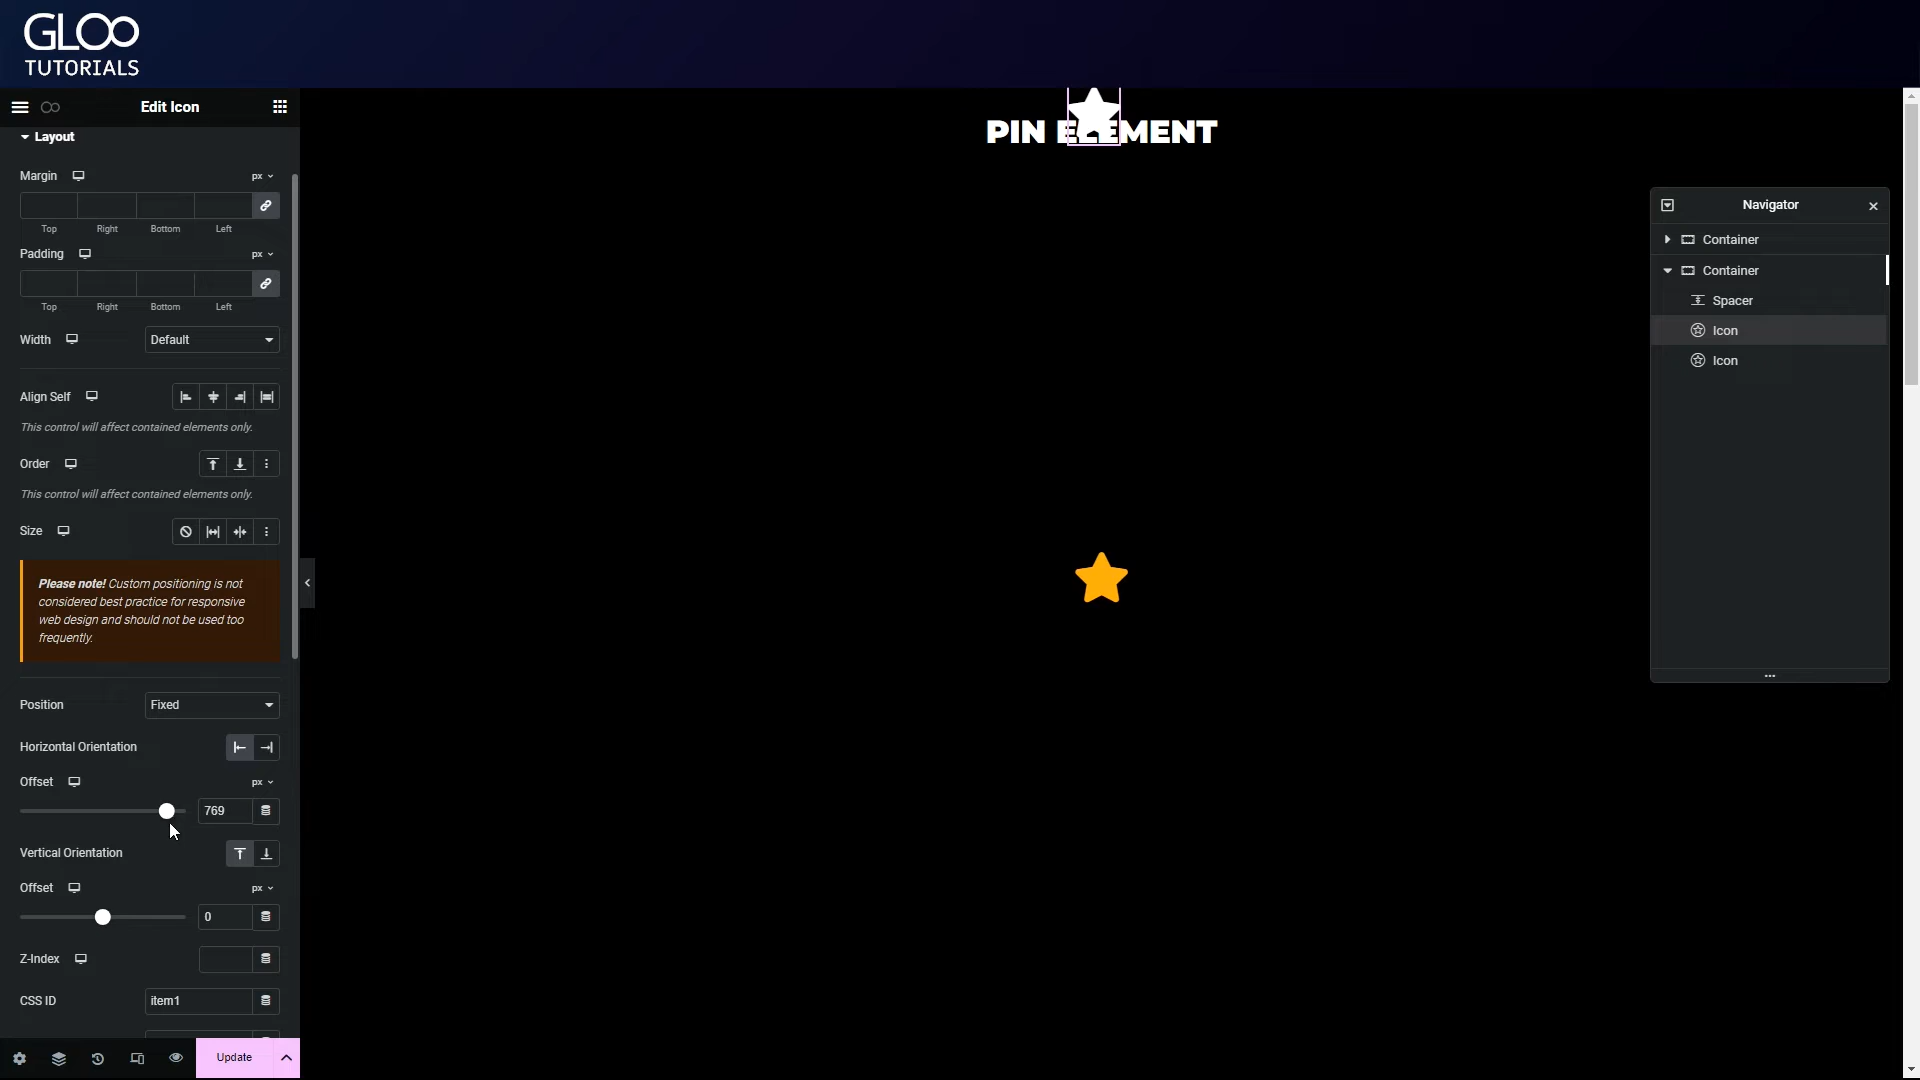 GLOO
TUTORIALS
Edit Icon
Layout
Margin px
Top Right Bottom Left
Padding px
Top Right Bottom Left
Width Default
Align Self
This control will affect contained elements only.
Order
This control will affect contained elements only.
Size
Please note! Custom positioning is not
considered best practice for responsive
web design and should not be used too
frequently.
Position Fixed
Horizontal Orientation
Offset px
769
Vertical Orientation
Offset px
0
Z-Index
CSS ID item1
Update
PIN ELEMENT
Navigator
Container
Container
Spacer
Icon
Icon